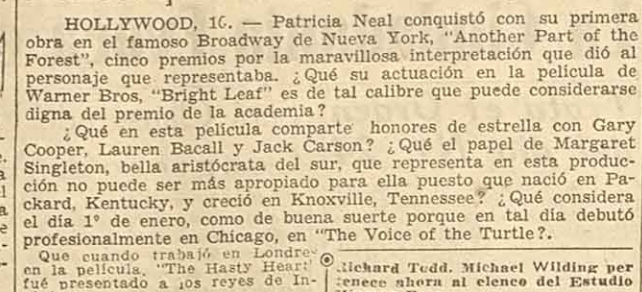 HOLLYWOOD, 16. — Patricia Neal conquistó con su primera
obra en el famoso Broadway de Nueva York, "Another Part of the
Forest", cinco premios por la maravillosa interpretación que dió al
personaje que representaba. ¿Qué su actuación en la pelicula de
Warner Bros, "Bright Leaf" es de tal calibre que puede considerarse
digna del premio de la academia?
¿Qué en esta película comparte honores de estrella con Gary
Cooper, Lauren Bacall y Jack Carson? ¿Qué el papel de Margaret
Singleton, bella aristócrata del sur, que representa en esta produc-
ción no puede ser más apropiado para ella puesto que nació en Pa-
ckard, Kentucky, y creció en Knoxville, Tennessee? ¿Qué considera
el día 1º de enero, como de buena suerte porque en tal día debutó
profesionalmente en Chicago, en "The Voice of the Turtle?.
Que cuando trabajó en Londre-
en la película, "The Hasty Heart'
fué presentado a los reyes de In-
Richard Todd. Michael Wilding per
tenece ahora al elenco del Estudio